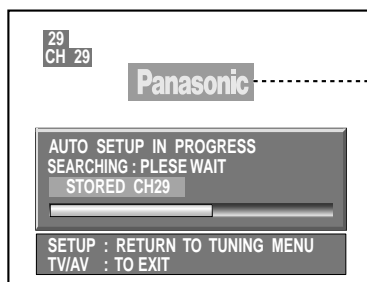 29
CH 29
Panasonic
AUTO SETUP IN PROGRESS
SEARCHING : PLESE WAIT
STORED CH29
SETUP : RETURN TO TUNING MENU
TV/AV : TO EXIT